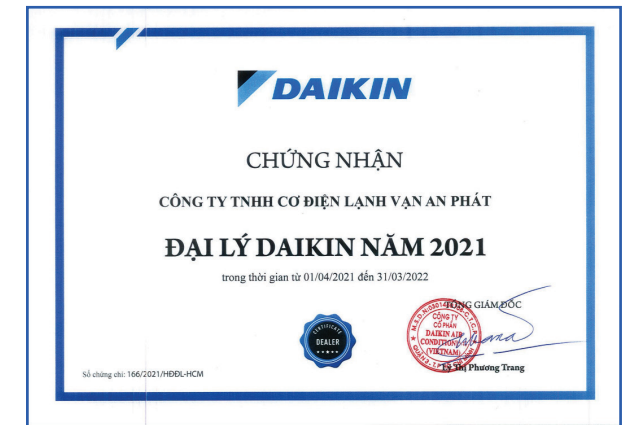 DAIKIN
CHỨNG NHẬN
CÔNG TY TNHH CƠ ĐIỆN LẠNH VẠN AN PHÁT
ĐẠI LÝ DAIKIN NĂM 2021
trong thời gian từ 01/04/2021 đến 31/03/2022
TỔNG GIÁM ĐỐC
CÔNG TY
CỔ PHẦN
DAIKIN AIR
CONDITIONING
(VIETNAM)
CERTIFICATE
DEALER
Lý Thị Phương Trang
Số chứng chỉ: 166/2021/HĐĐL-HCM